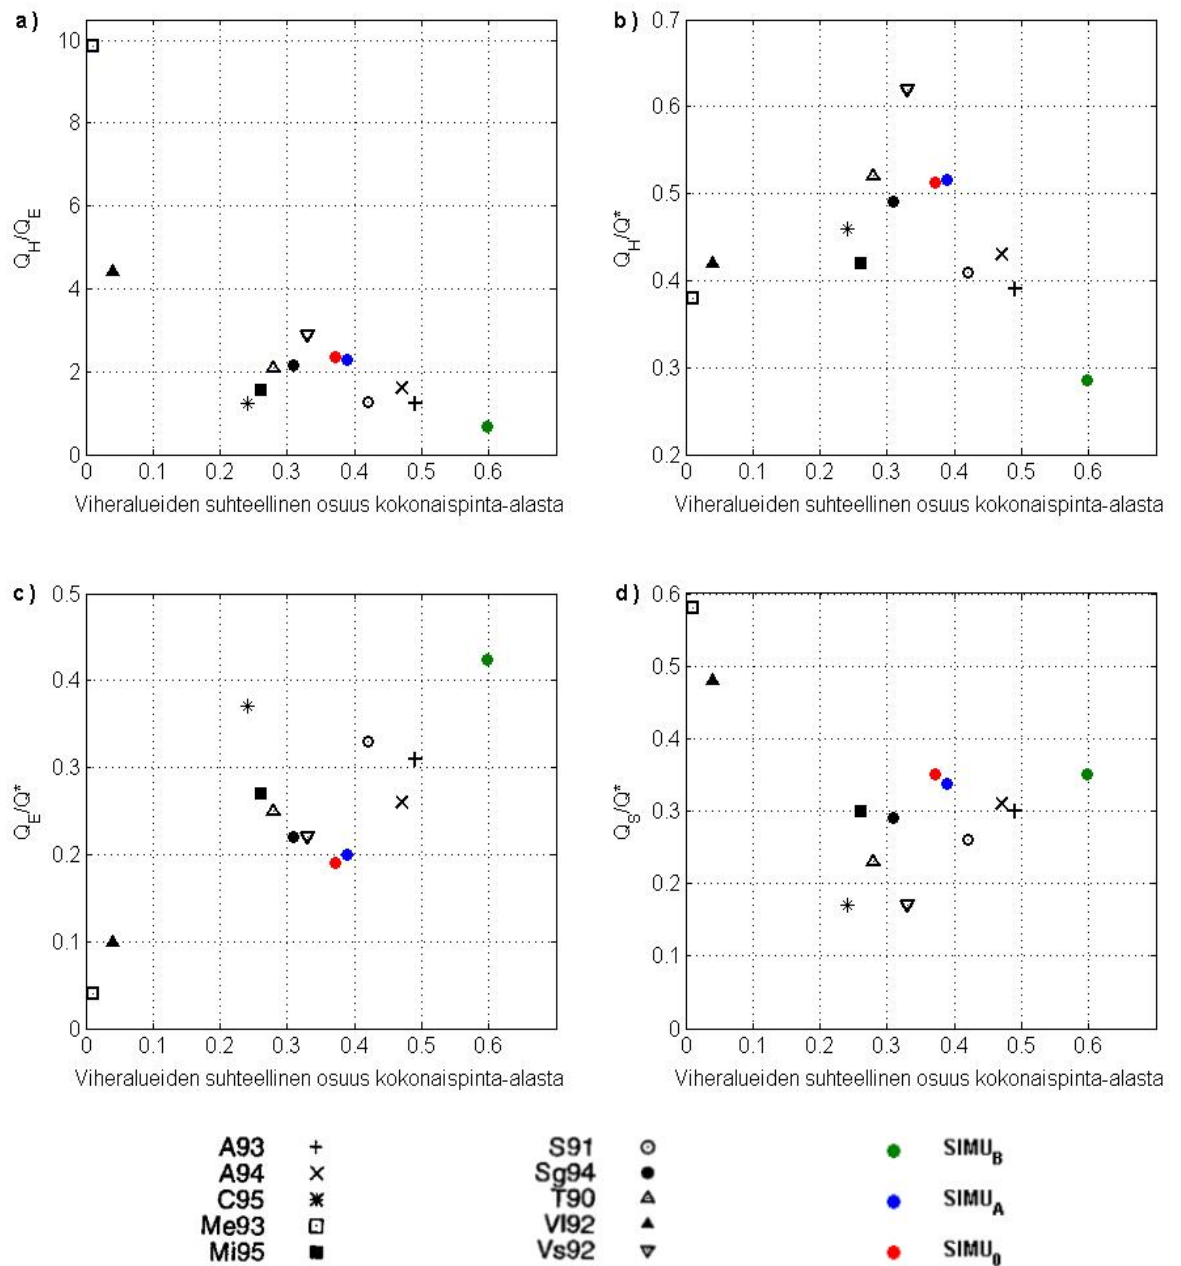 a)
10
8
6
4
2
0
Q_H/Q_E
0 0.1 0.2 0.3 0.4 0.5 0.6
Viheralueiden suhteellinen osuus kokonaispinta-alasta
b)
0.7
0.6
0.5
0.4
0.3
0.2
Q_H/Q*
0 0.1 0.2 0.3 0.4 0.5 0.6
Viheralueiden suhteellinen osuus kokonaispinta-alasta
c)
0.5
0.4
0.3
0.2
0.1
0
Q_E/Q*
0 0.1 0.2 0.3 0.4 0.5 0.6
Viheralueiden suhteellinen osuus kokonaispinta-alasta
d)
0.6
0.5
0.4
0.3
0.2
0.1
0
Q_S/Q*
0 0.1 0.2 0.3 0.4 0.5 0.6
Viheralueiden suhteellinen osuus kokonaispinta-alasta
A93
A94
C95
Me93
Mi95
S91
Sg94
T90
Vl92
Vs92
SIMU_B
SIMU_A
SIMU_0